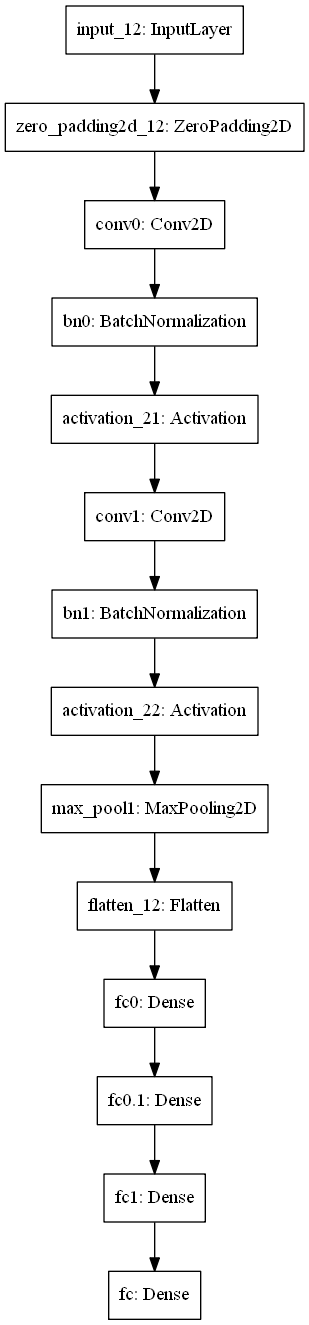 input_12: InputLayer
zero_padding2d_12: ZeroPadding2D
conv0: Conv2D
bn0: BatchNormalization
activation_21: Activation
conv1: Conv2D
bn1: BatchNormalization
activation_22: Activation
max_pool1: MaxPooling2D
flatten_12: Flatten
fc0: Dense
fc0.1: Dense
fc1: Dense
fc: Dense